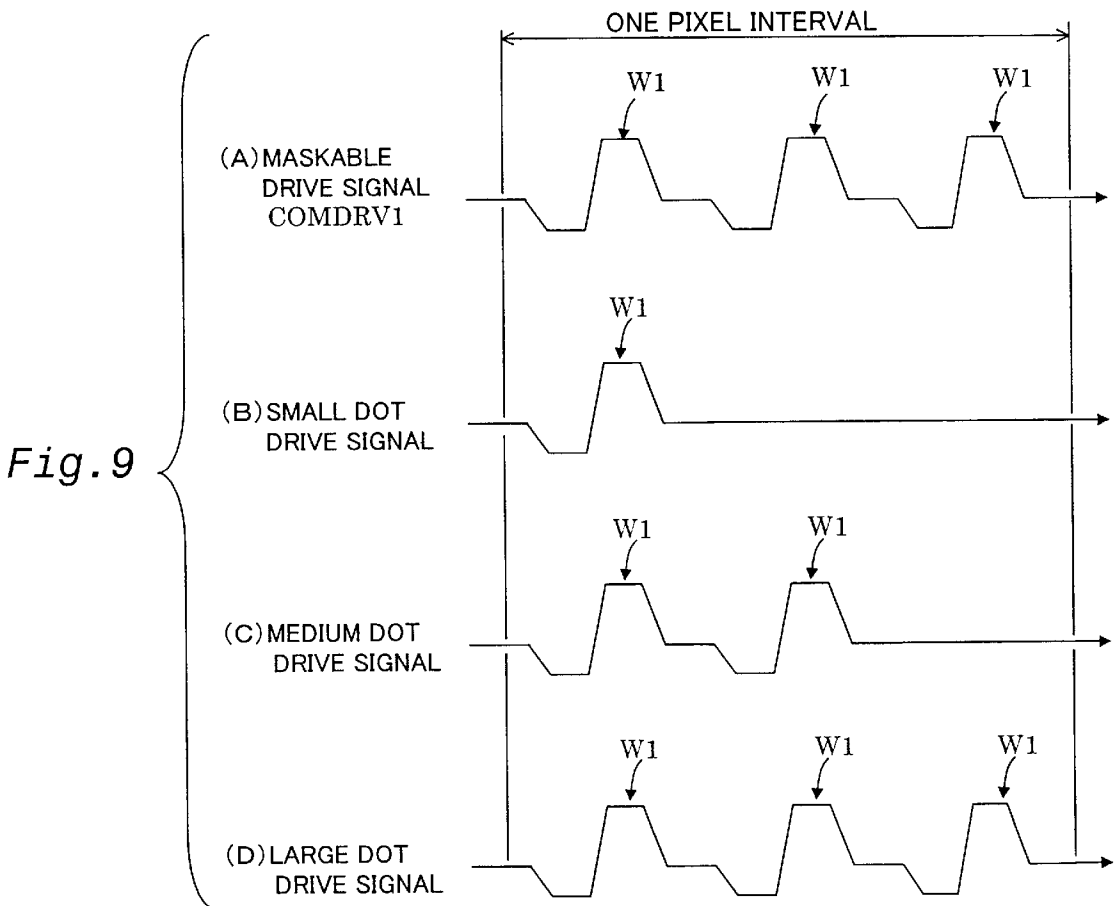 ONE PIXEL INTERVAL
W1 W1 W1
(A)MASKABLE
DRIVE SIGNAL
COMDRV1
W1
(B)SMALL DOT
DRIVE SIGNAL
Fig.9
W1 W1
(C)MEDIUM DOT
DRIVE SIGNAL
W1 W1 W1
(D)LARGE DOT
DRIVE SIGNAL